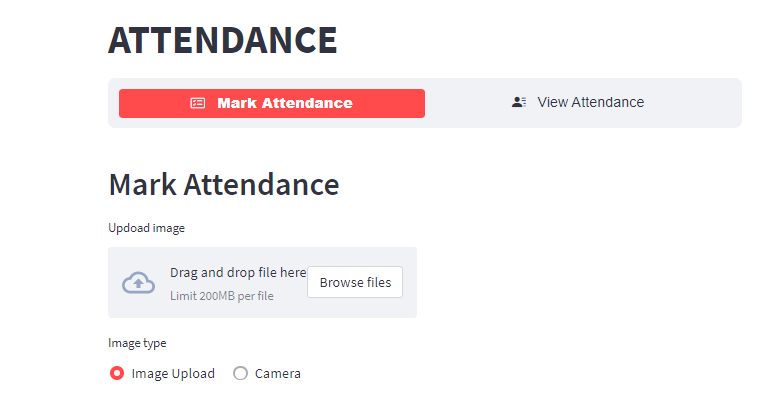 ATTENDANCE
Mark Attendance
View Attendance
Mark Attendance
Updoad image
Drag and drop file here
Limit 200MB per file
Browse files
Image type
Image Upload
Camera